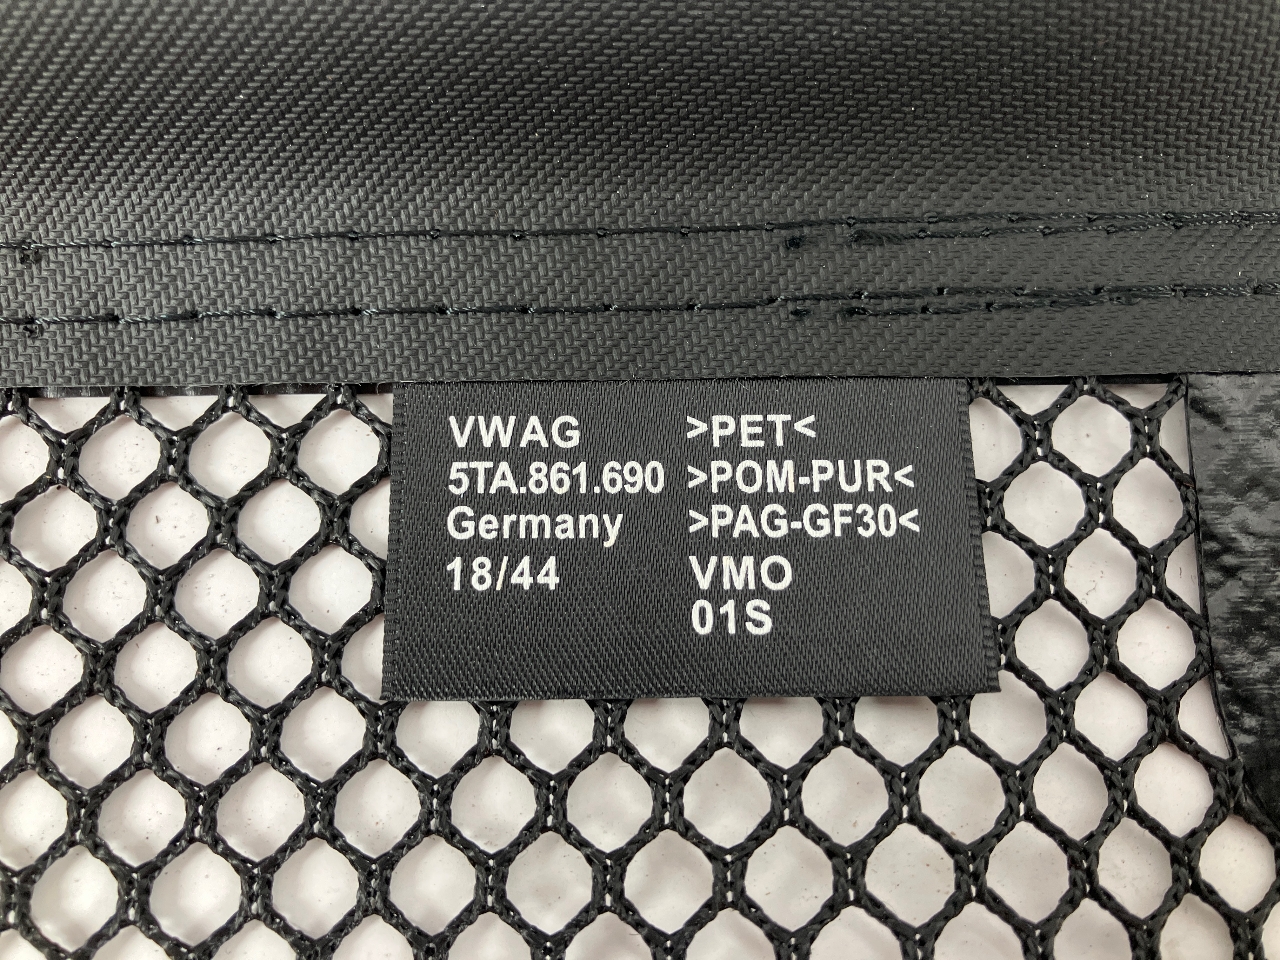 VWAG
5TA.861.690
Germany
18/44
>PET<
>POM-PUR<
>PAG-GF30<
VMO
01S